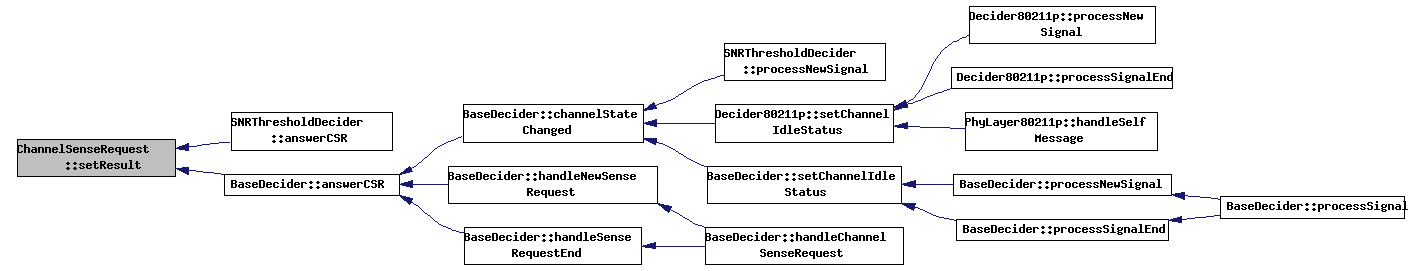 ChannelSenseRequest
::setResult
SNRThresholdDecider
::answerCSR
BaseDecider::answerCSR
BaseDecider::channelState
Changed
BaseDecider::handleNewSense
Request
BaseDecider::handleSense
RequestEnd
SNRThresholdDecider
::processNewSignal
Decider80211p::setChannel
IdleStatus
BaseDecider::setChannelIdle
Status
BaseDecider::handleChannel
SenseRequest
Decider80211p::processNew
Signal
Decider80211p::processSignalEnd
PhyLayer80211p::handleSelf
Message
BaseDecider::processNewSignal
BaseDecider::processSignalEnd
BaseDecider::processSignal